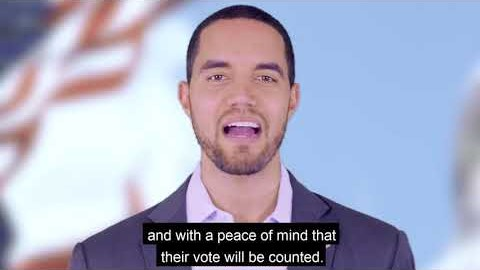 and with a peace of mind that
their vote will be counted.